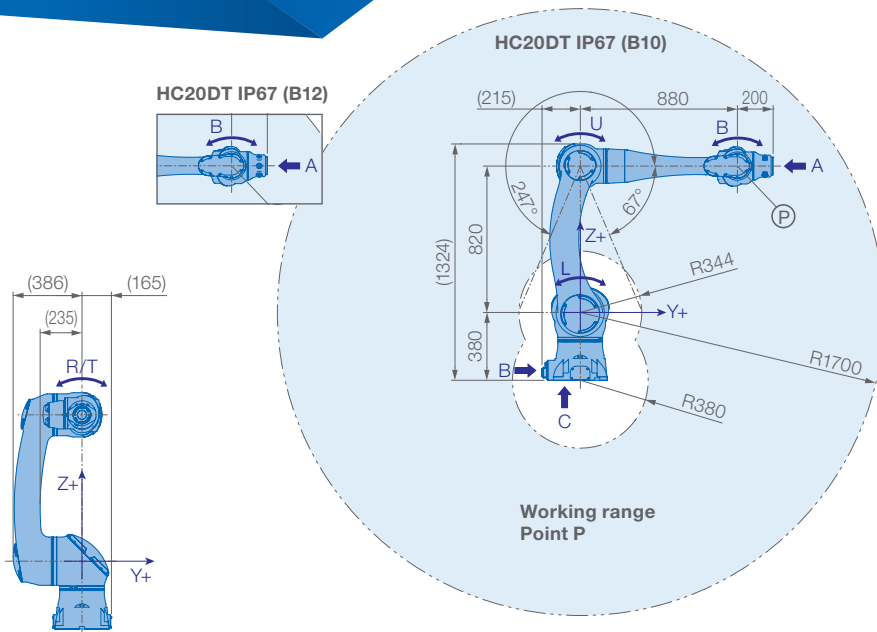 HC20DT IP67 (B10)
HC20DT IP67 (B12)
(215)
880
200
B
A
U
B
A
247°
67°
P
(1324)
820
Z+
L
R344
Y+
(386)
(165)
(235)
R/T
380
R1700
B
R380
C
Z+
Y+
Working range
Point P